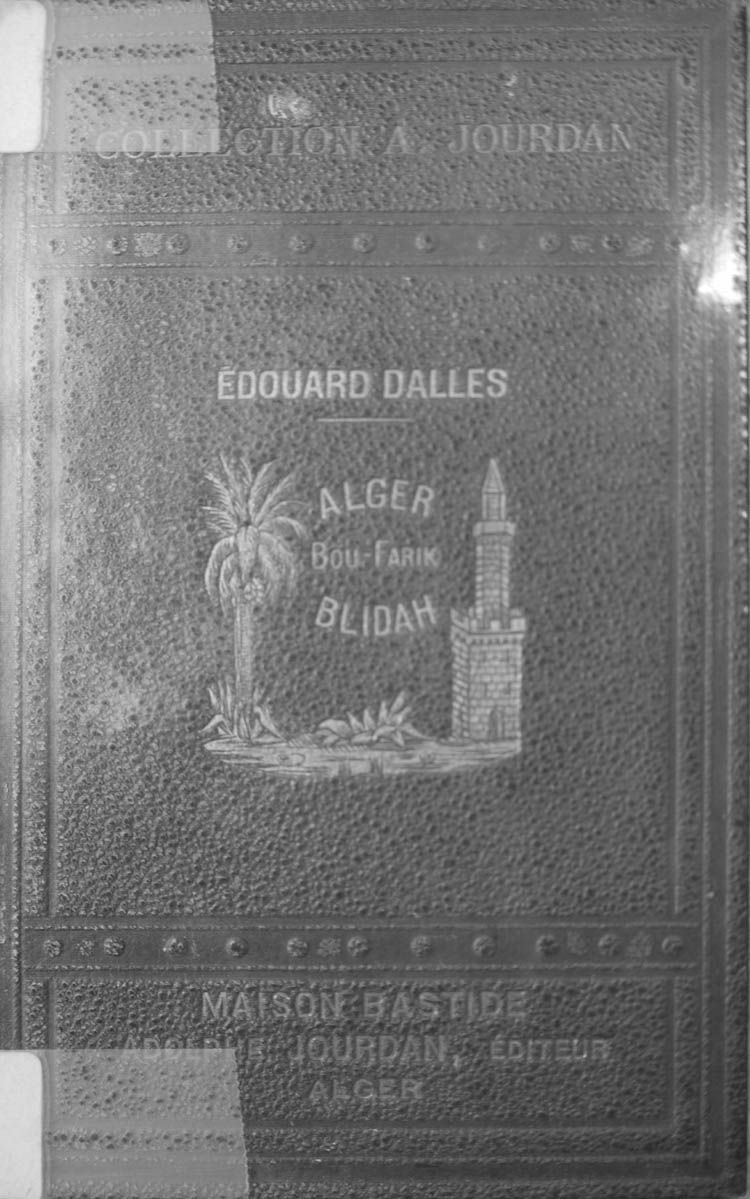 COLLECTION A. JOURDAN
ÉDOUARD DALLES
ALGER
BOU-FARIK
BLIDAH
MAISON BASTIDE
ADOLPHE JOURDAN, ÉDITEUR
ALGER